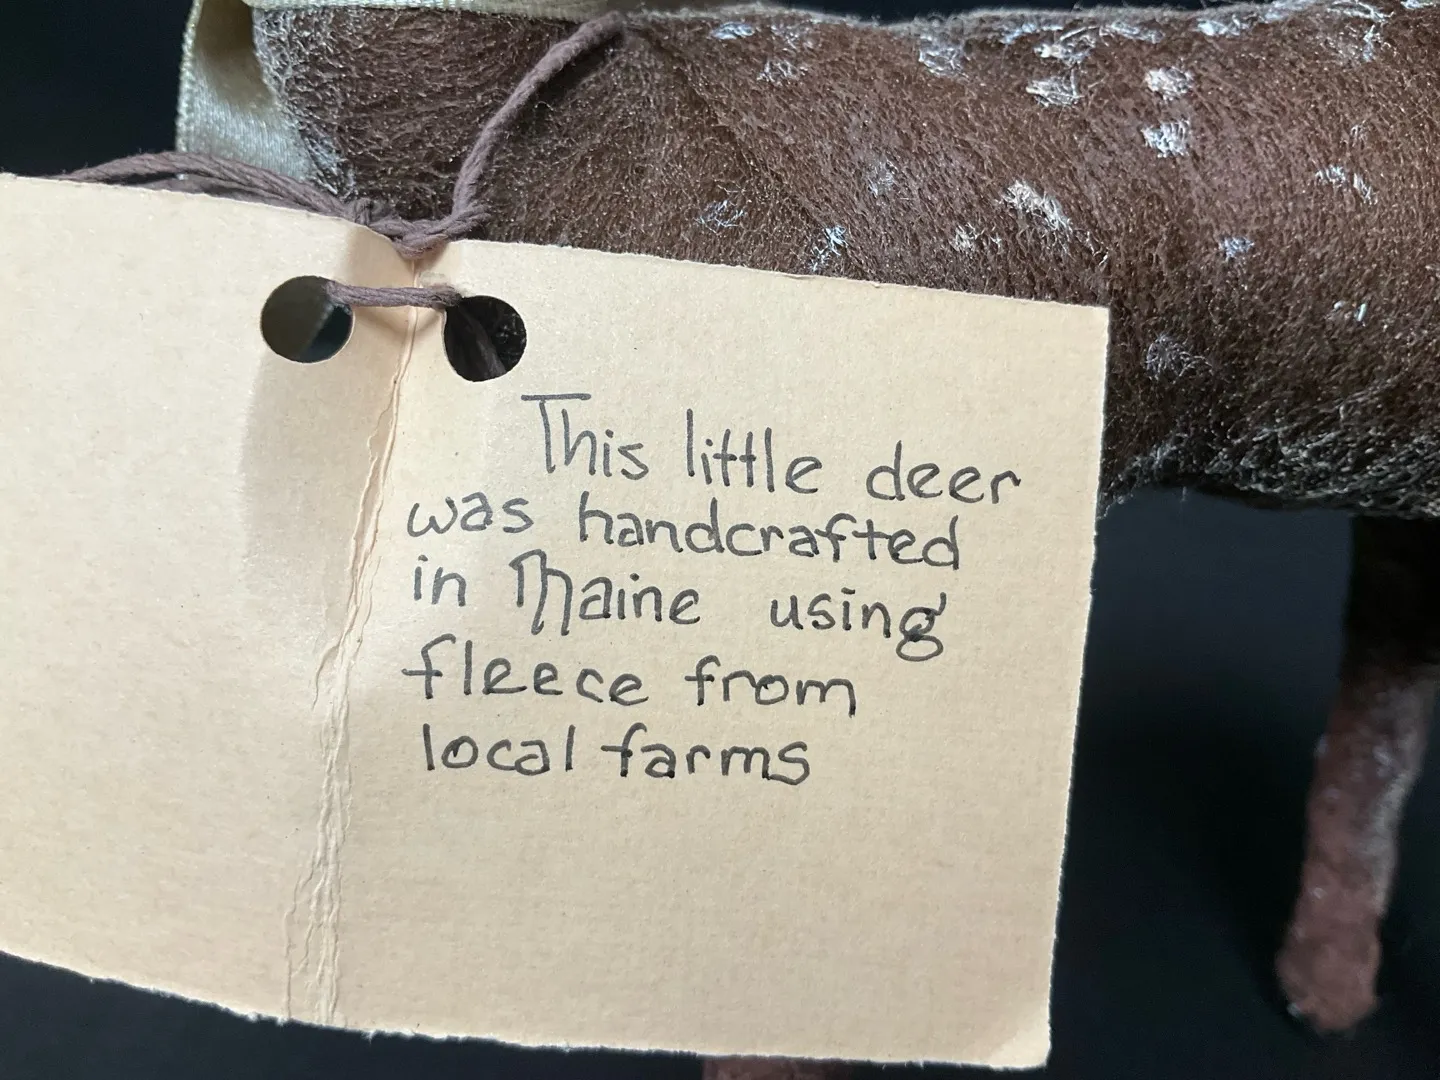 This little deer
was handcrafted
in Maine using
fleece from
local farms